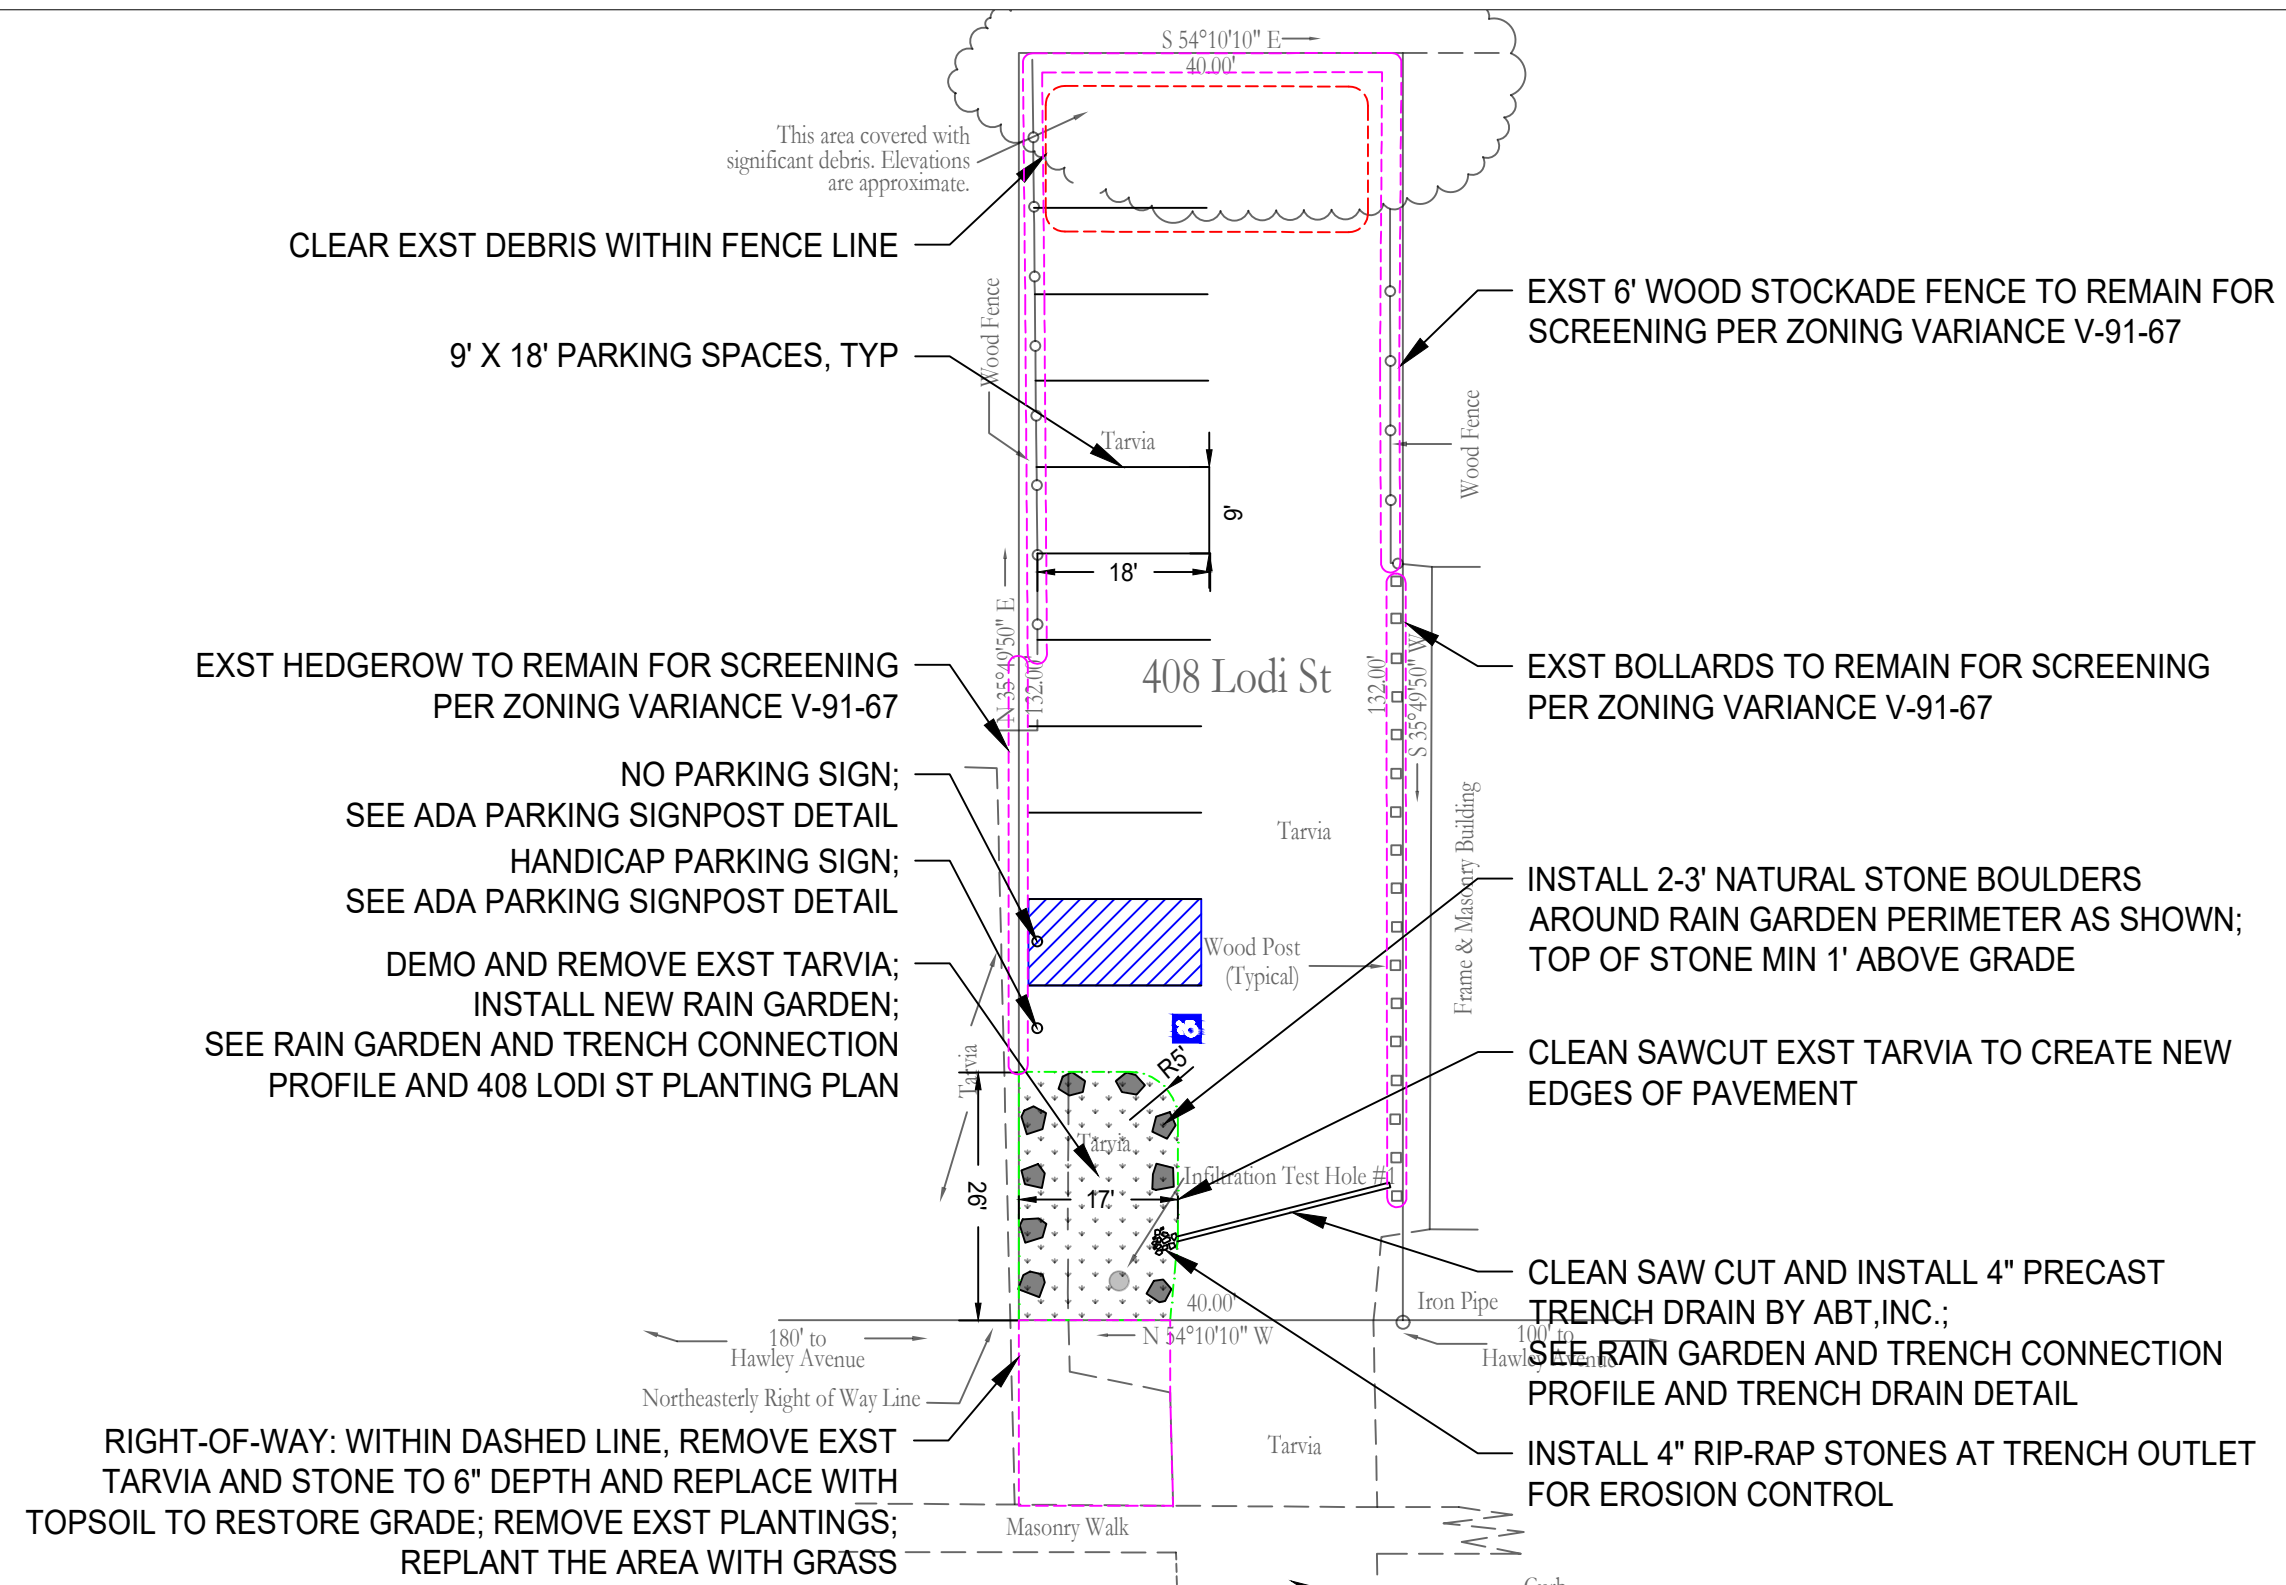 S 54°10'10" E
40.00'
This area covered with
significant debris. Elevations
are approximate.
CLEAR EXST DEBRIS WITHIN FENCE LINE
Wood Fence
9' X 18' PARKING SPACES, TYP
EXST 6' WOOD STOCKADE FENCE TO REMAIN FOR
SCREENING PER ZONING VARIANCE V-91-67
Wood Fence
Tarvia
9'
18'
N 35°49'50" E
132.00'
EXST HEDGEROW TO REMAIN FOR SCREENING
PER ZONING VARIANCE V-91-67
408 Lodi St
132.00'
S 35°49'50" W
EXST BOLLARDS TO REMAIN FOR SCREENING
PER ZONING VARIANCE V-91-67
NO PARKING SIGN;
SEE ADA PARKING SIGNPOST DETAIL
HANDICAP PARKING SIGN;
SEE ADA PARKING SIGNPOST DETAIL
Tarvia
Frame & Masonry Building
INSTALL 2-3' NATURAL STONE BOULDERS
AROUND RAIN GARDEN PERIMETER AS SHOWN;
TOP OF STONE MIN 1' ABOVE GRADE
Wood Post
(Typical)
DEMO AND REMOVE EXST TARVIA;
INSTALL NEW RAIN GARDEN;
SEE RAIN GARDEN AND TRENCH CONNECTION
PROFILE AND 408 LODI ST PLANTING PLAN
Tarvia
R5'
CLEAN SAWCUT EXST TARVIA TO CREATE NEW
EDGES OF PAVEMENT
Tarvia
Infiltration Test Hole #1
26'
17'
CLEAN SAW CUT AND INSTALL 4" PRECAST
TRENCH DRAIN BY ABT,INC.;
SEE RAIN GARDEN AND TRENCH CONNECTION
PROFILE AND TRENCH DRAIN DETAIL
40.00'
N 54°10'10" W
Iron Pipe
180' to
Hawley Avenue
100' to
Hawley Avenue
Northeasterly Right of Way Line
RIGHT-OF-WAY: WITHIN DASHED LINE, REMOVE EXST
TARVIA AND STONE TO 6" DEPTH AND REPLACE WITH
TOPSOIL TO RESTORE GRADE; REMOVE EXST PLANTINGS;
REPLANT THE AREA WITH GRASS
Tarvia
INSTALL 4" RIP-RAP STONES AT TRENCH OUTLET
FOR EROSION CONTROL
Masonry Walk